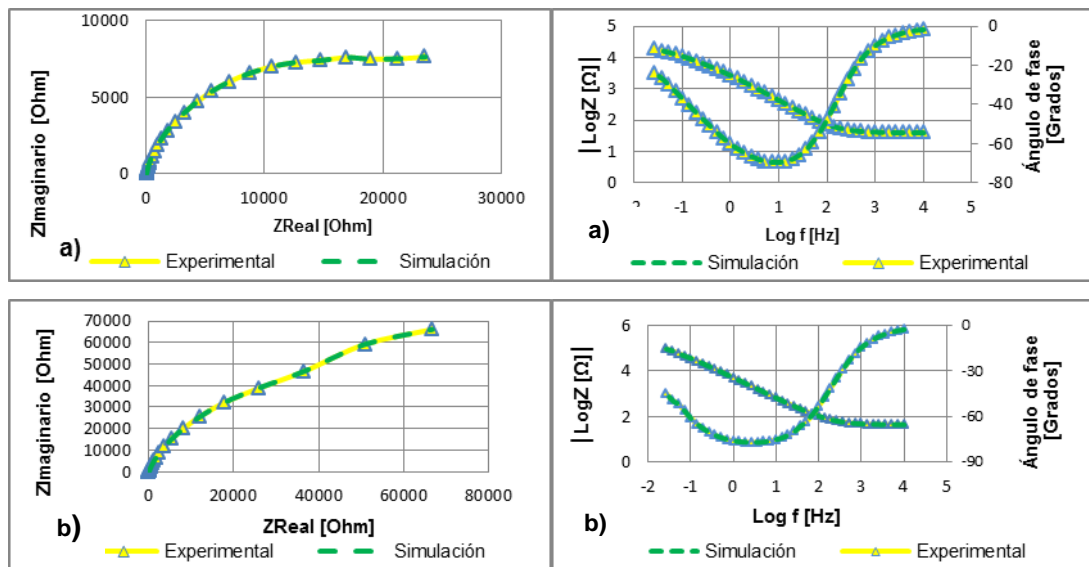 ZImaginario [Ohm]
10000
5000
0
0 10000 20000 30000
ZReal [Ohm]
a)
Experimental Simulación
|LogZ [Ω]|
5
4
3
2
1
0
0
-20
-40
-60
-80
-2 -1 0 1 2 3 4 5
Ángulo de fase
[Grados]
Log f [Hz]
a)
Simulación Experimental
ZImaginario [Ohm]
70000
60000
50000
40000
30000
20000
10000
0
0 20000 40000 60000 80000
ZReal [Ohm]
b)
Experimental Simulación
|LogZ [Ω]|
6
4
2
0
0
-30
-60
-90
-2 -1 0 1 2 3 4 5
Ángulo de fase
[Grados]
Log f [Hz]
b)
Simulación Experimental